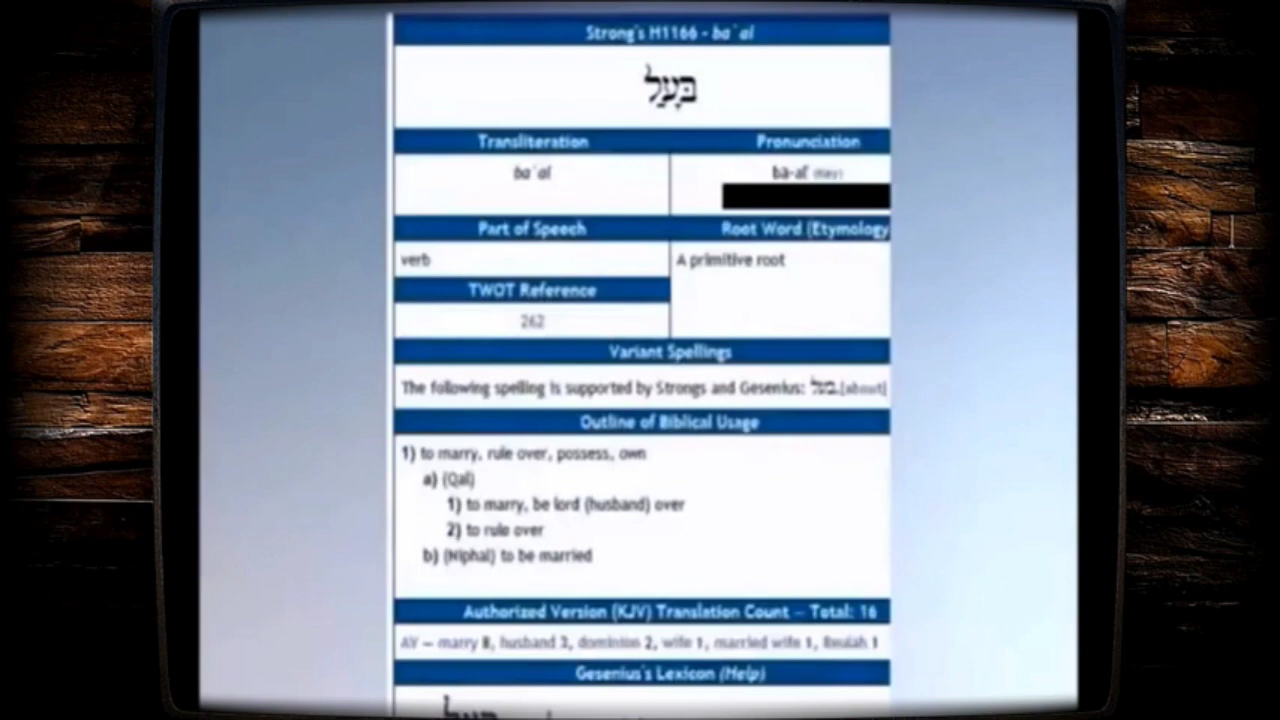 Strong's H1166 - ba`al
בָּעַל
Transliteration
Pronunciation
ba`al
bä·al' (Key)
Part of Speech
Root Word (Etymology
verb
A primitive root
TWOT Reference
262
Variant Spellings
The following spelling is supported by Strongs and Gesenius: בעל.[about]
Outline of Biblical Usage
1) to marry, rule over, possess, own
a) (Qal)
1) to marry, be lord (husband) over
2) to rule over
b) (Niphal) to be married
Authorized Version (KJV) Translation Count — Total: 16
AV — marry 8, husband 3, dominion 2, wife 1, married wife 1, Beulah 1
Gesenius's Lexicon (Help)